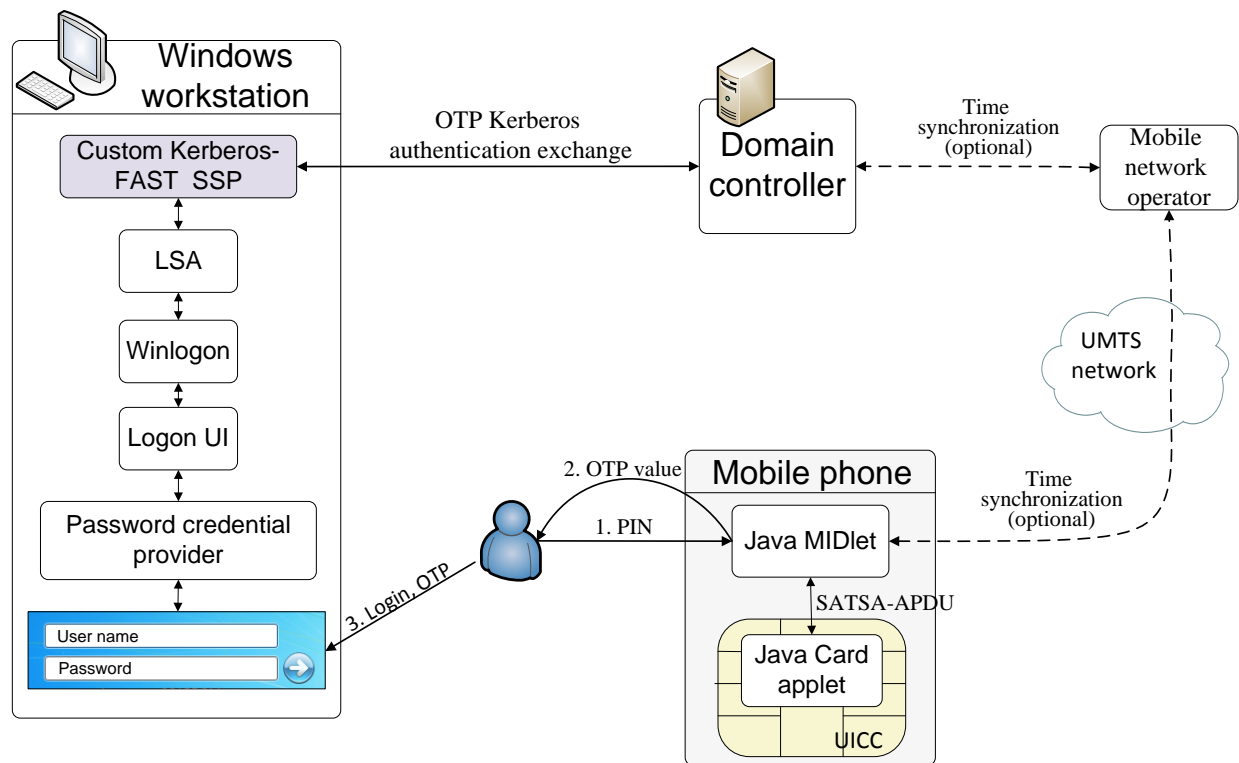 Windows
workstation
Custom Kerberos-
FAST SSP
LSA
Winlogon
Logon UI
Password credential
provider
User name
Password
OTP Kerberos
authentication exchange
Domain
controller
Time
synchronization
(optional)
Mobile
network
operator
UMTS
network
Time
synchronization
(optional)
Mobile phone
2. OTP value
1. PIN
3. Login, OTP
Java MIDlet
SATSA-APDU
Java Card
applet
UICC